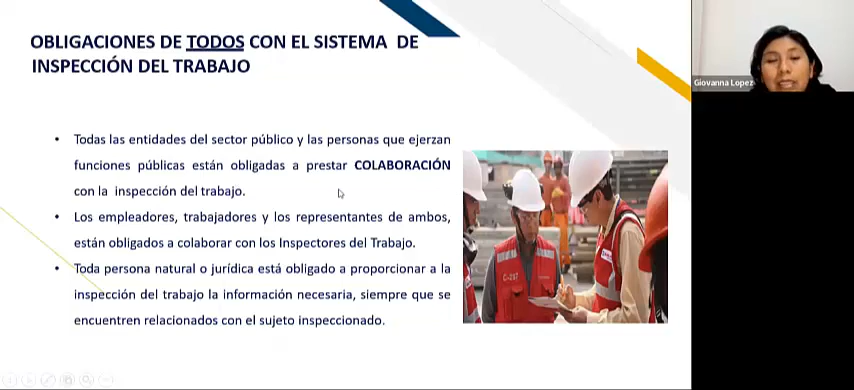 OBLIGACIONES DE TODOS CON EL SISTEMA DE
INSPECCIÓN DEL TRABAJO
• Todas las entidades del sector público y las personas que ejerzan
funciones públicas están obligadas a prestar COLABORACIÓN
con la inspección del trabajo.
• Los empleadores, trabajadores y los representantes de ambos,
están obligados a colaborar con los Inspectores del Trabajo.
• Toda persona natural o jurídica está obligado a proporcionar a la
inspección del trabajo la información necesaria, siempre que se
encuentren relacionados con el sujeto inspeccionado.
C-267
Giovanna Lopez